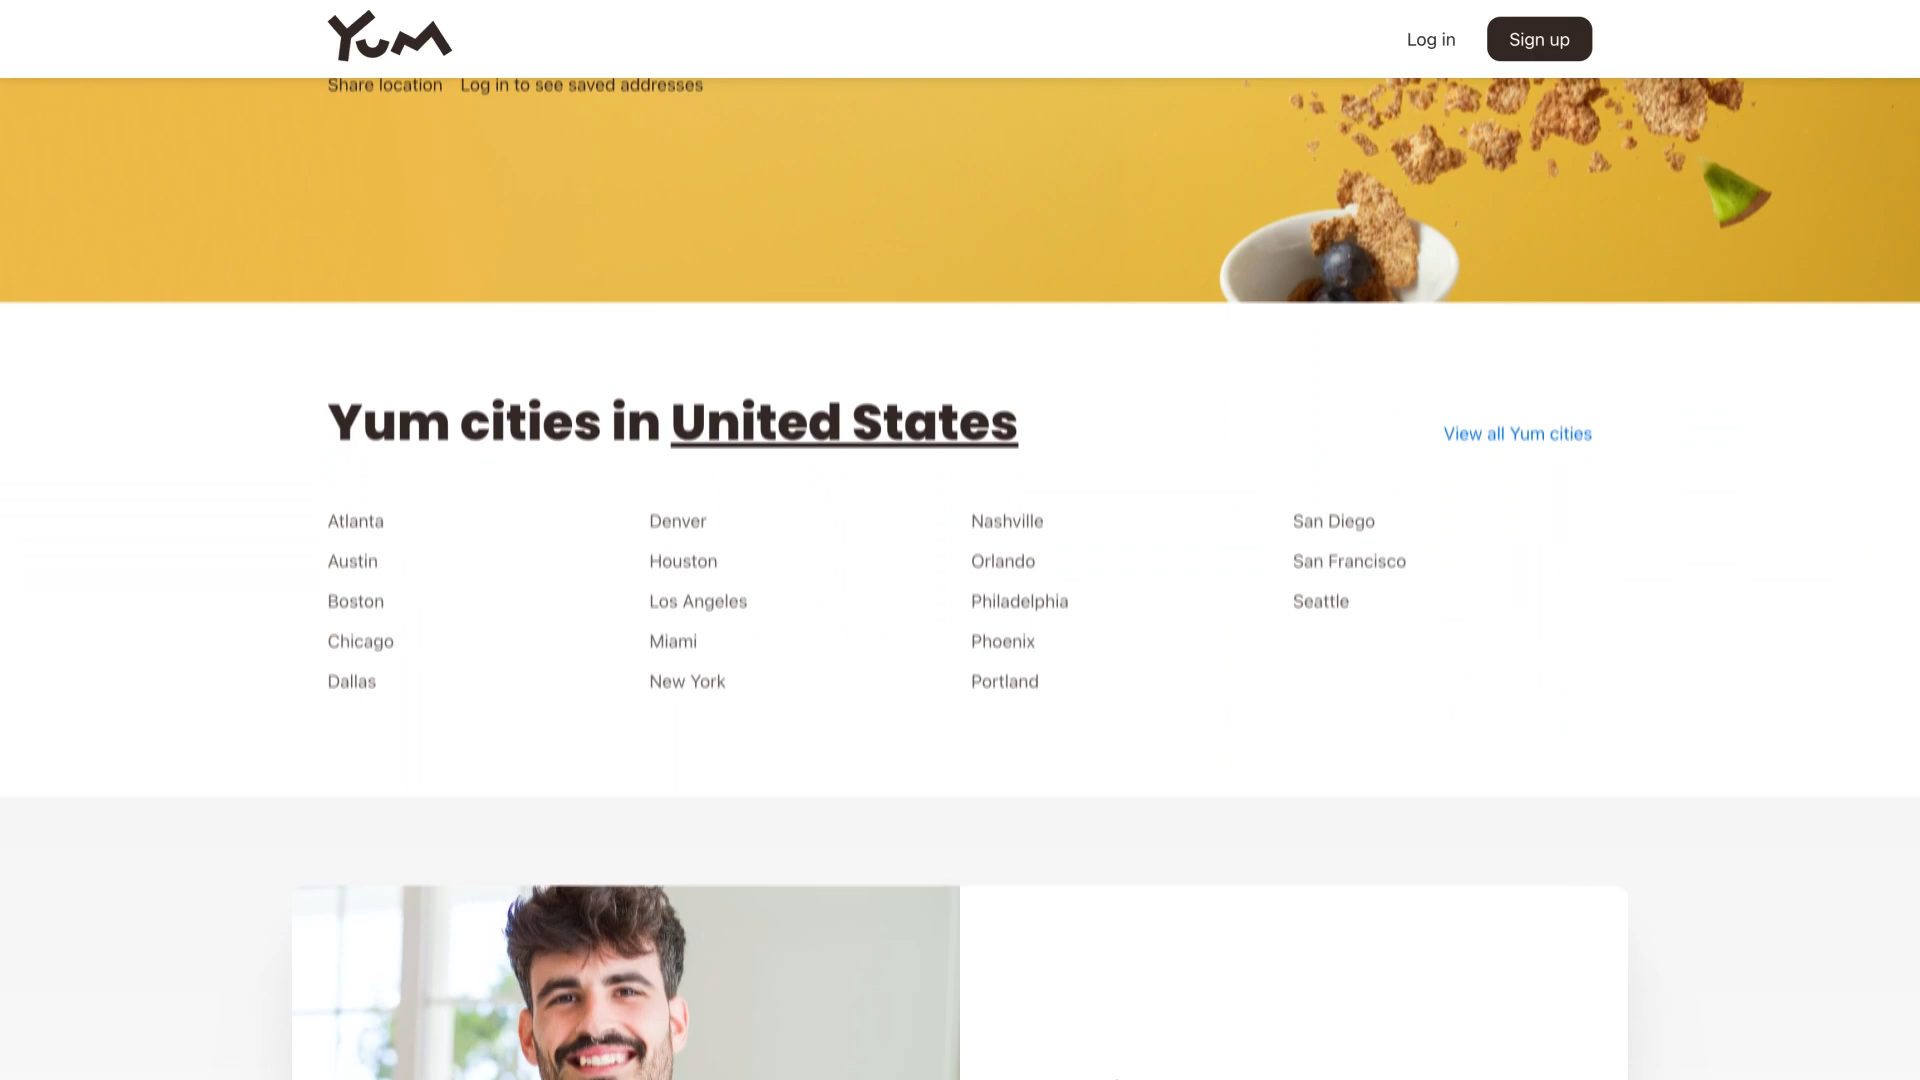 Yum
Log in
Sign up
Share location
Log in to see saved addresses
Yum cities in United States
View all Yum cities
Atlanta
Austin
Boston
Chicago
Dallas
Denver
Houston
Los Angeles
Miami
New York
Nashville
Orlando
Philadelphia
Phoenix
Portland
San Diego
San Francisco
Seattle